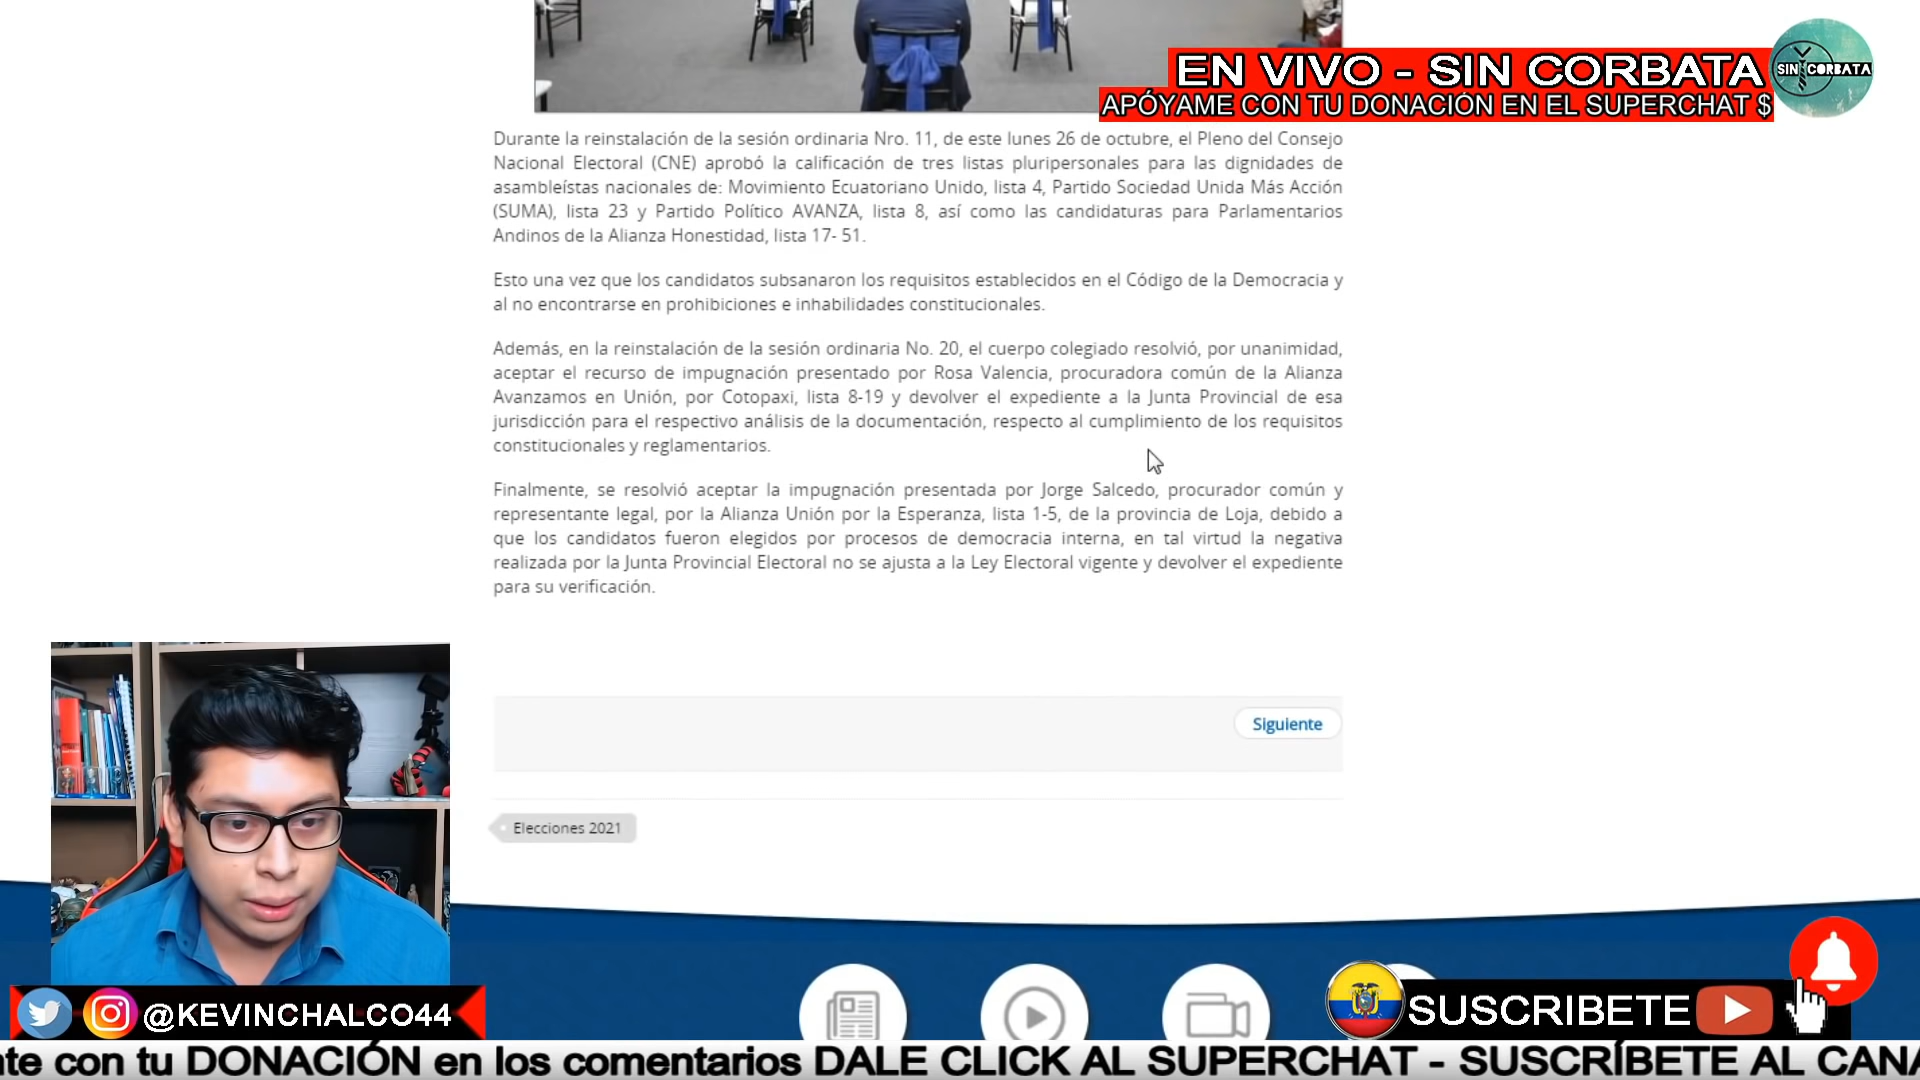 EN VIVO - SIN CORBATA
SIN CORBATA
APÓYAME CON TU DONACIÓN EN EL SUPERCHAT $
Durante la reinstalación de la sesión ordinaria Nro. 11, de este lunes 26 de octubre, el Pleno del Consejo
Nacional Electoral (CNE) aprobó la calificación de tres listas pluripersonales para las dignidades de
asambleístas nacionales de: Movimiento Ecuatoriano Unido, lista 4, Partido Sociedad Unida Más Acción
(SUMA), lista 23 y Partido Político AVANZA, lista 8, así como las candidaturas para Parlamentarios
Andinos de la Alianza Honestidad, lista 17- 51.
Esto una vez que los candidatos subsanaron los requisitos establecidos en el Código de la Democracia y
al no encontrarse en prohibiciones e inhabilidades constitucionales.
Además, en la reinstalación de la sesión ordinaria No. 20, el cuerpo colegiado resolvió, por unanimidad,
aceptar el recurso de impugnación presentado por Rosa Valencia, procuradora común de la Alianza
Avanzamos en Unión, por Cotopaxi, lista 8-19 y devolver el expediente a la Junta Provincial de esa
jurisdicción para el respectivo análisis de la documentación, respecto al cumplimiento de los requisitos
constitucionales y reglamentarios.
Finalmente, se resolvió aceptar la impugnación presentada por Jorge Salcedo, procurador común y
representante legal, por la Alianza Unión por la Esperanza, lista 1-5, de la provincia de Loja, debido a
que los candidatos fueron elegidos por procesos de democracia interna, en tal virtud la negativa
realizada por la Junta Provincial Electoral no se ajusta a la Ley Electoral vigente y devolver el expediente
para su verificación.
Siguiente
Elecciones 2021
@KEVINCHALCO44
SUSCRIBETE
nte con tu DONACIÓN en los comentarios DALE CLICK AL SUPERCHAT - SUSCRÍBETE AL CANA